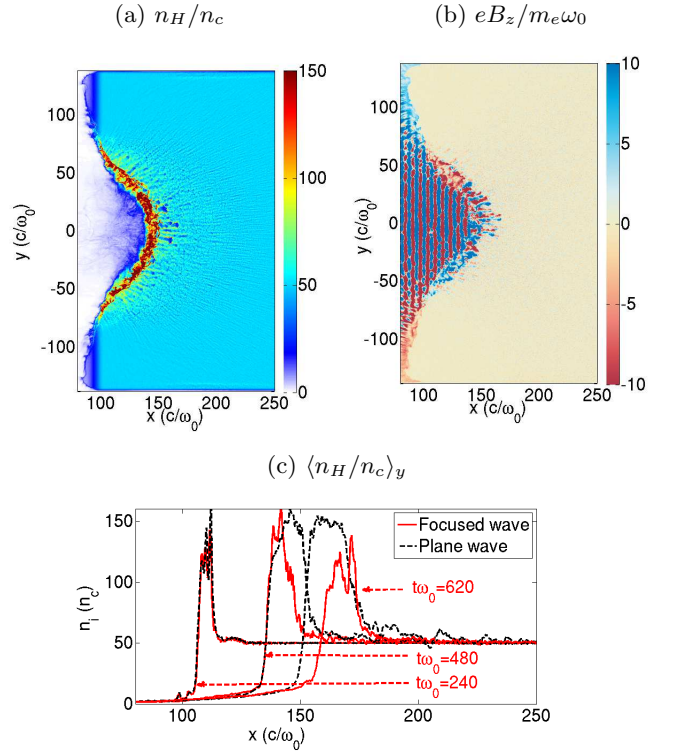 (a) n_H/n_c
(b) eB_z/m_eω_0
150
100
50
0
100
50
0
-50
-100
y (c/ω_0)
100 150 200 250
x (c/ω_0)
10
5
0
-5
-10
100
50
0
-50
-100
y (c/ω_0)
100 150 200 250
x (c/ω_0)
(c) ⟨n_H/n_c⟩_y
150
100
50
0
n_i (n_c)
Focused wave
Plane wave
tω_0=620
tω_0=480
tω_0=240
100 150 200 250
x (c/ω_0)